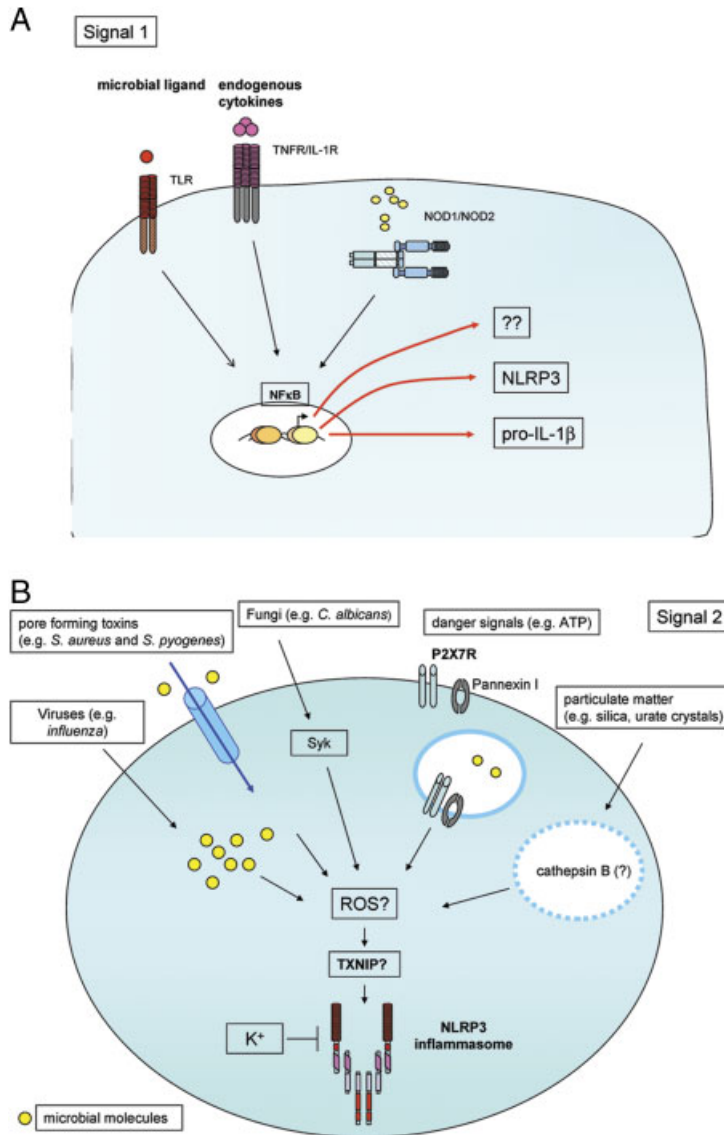 A
Signal 1
microbial ligand
endogenous
cytokines
TNFR/IL-1R
TLR
NOD1/NOD2
??
NLRP3
NFκB
pro-IL-1β
B
pore forming toxins
(e.g. S. aureus and S. pyogenes)
Fungi (e.g. C. albicans)
danger signals (e.g. ATP)
Signal 2
P2X7R
Pannexin I
particulate matter
(e.g. silica, urate crystals)
Viruses (e.g.
influenza)
Syk
cathepsin B (?)
ROS?
TXNIP?
K+
NLRP3
inflammasome
microbial molecules